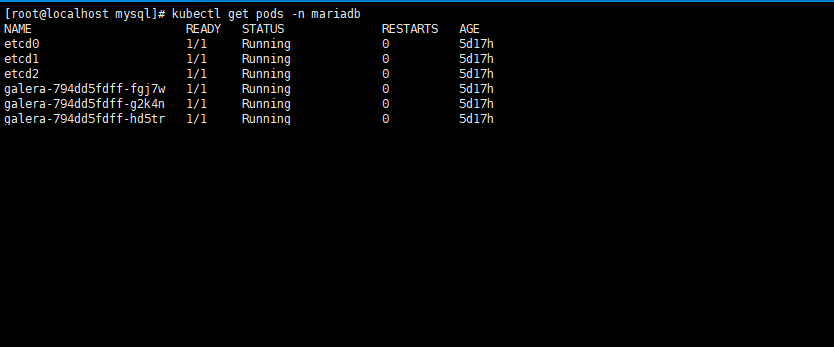 [root@localhost mysql]# kubectl get pods -n mariadb
NAME READY STATUS RESTARTS AGE
etcd0 1/1 Running 0 5d17h
etcd1 1/1 Running 0 5d17h
etcd2 1/1 Running 0 5d17h
galera-794dd5fdff-fgj7w 1/1 Running 0 5d17h
galera-794dd5fdff-g2k4n 1/1 Running 0 5d17h
galera-794dd5fdff-hd5tr 1/1 Running 0 5d17h